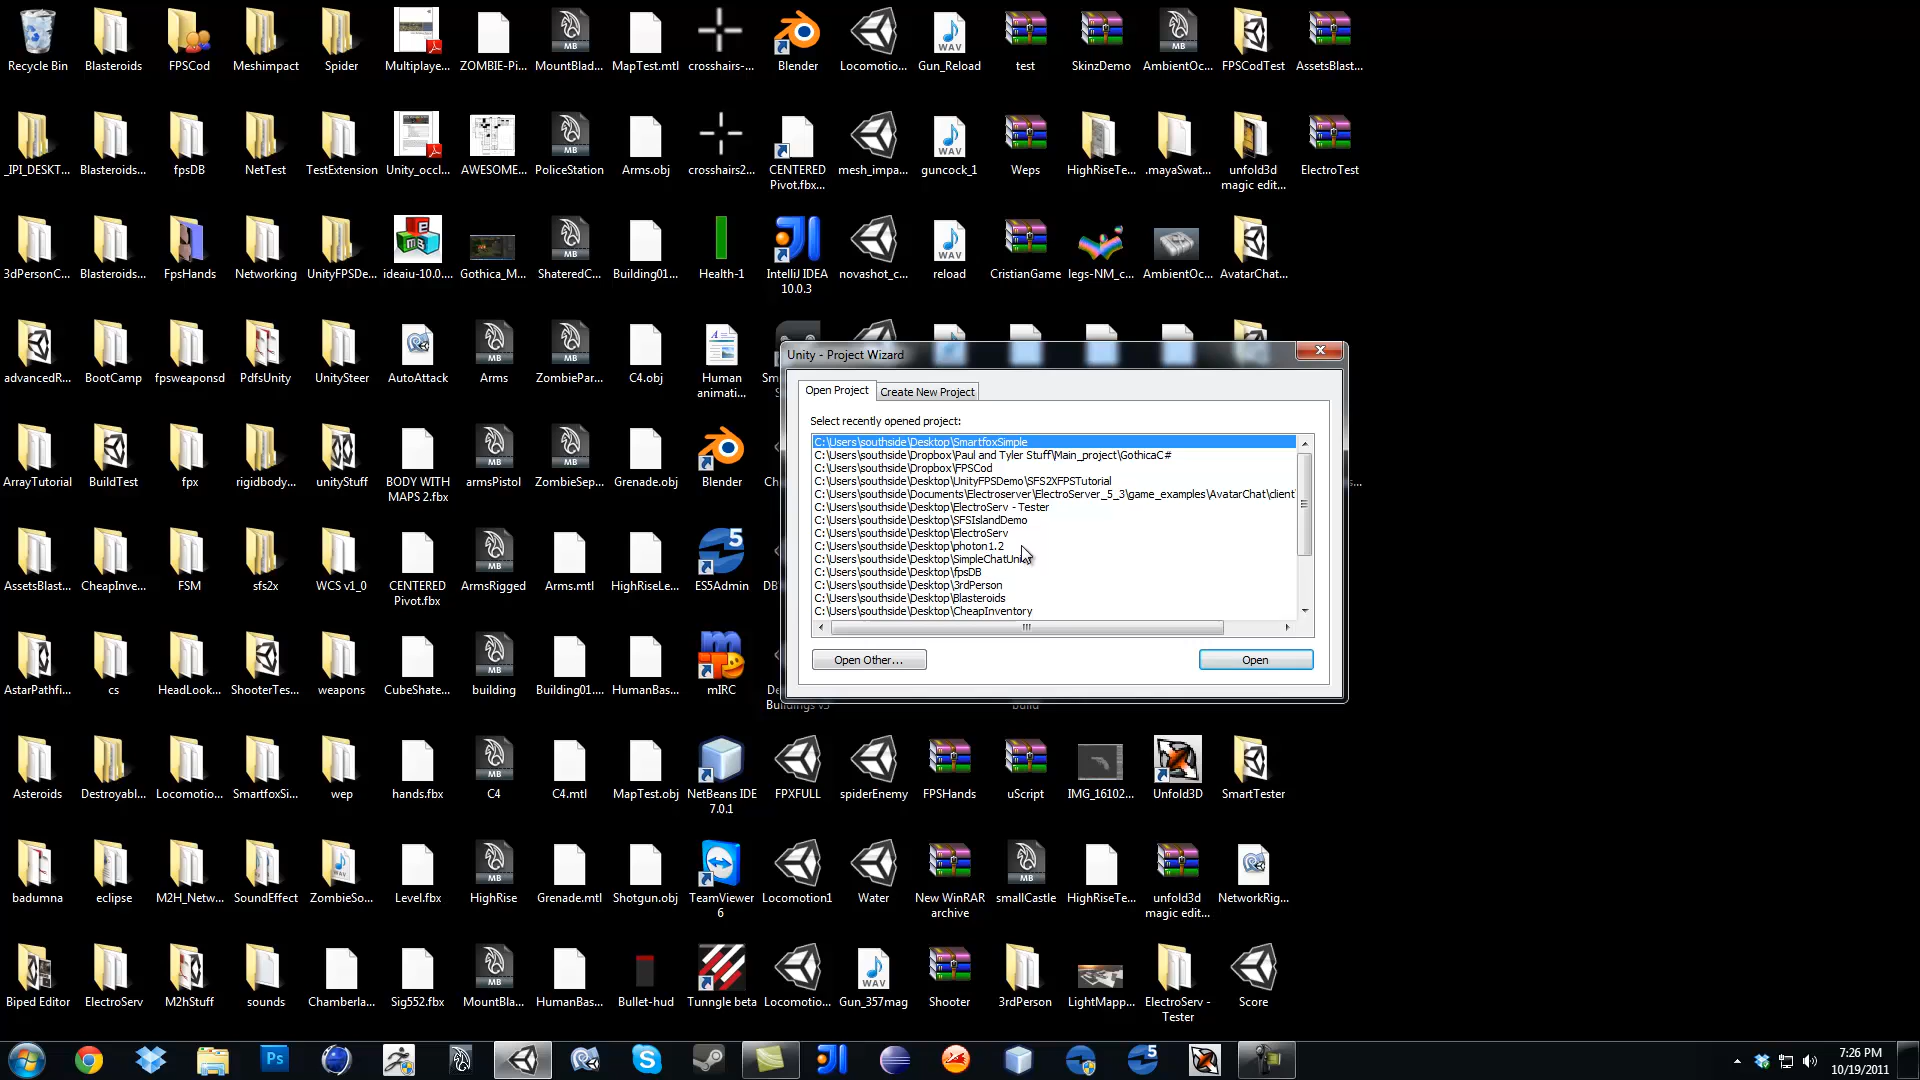 Recycle Bin Blasteroids FPSCod Meshimpact Spider Multiplaye... ZOMBIE-Pi... MountBlad... MapTest.mtl crosshairs-... Blender Locomotio... Gun_Reload test SkinzDemo AmbientOc... FPSCodTest AssetsBlast...
_IPI_DESKT... Blasteroids... fpsDB NetTest TestExtension Unity_occl... AWESOME... PoliceStation Arms.obj crosshairs2... CENTERED mesh_impa... guncock_1 Weps HighRiseTe... .mayaSwat... unfold3d ElectroTest
Pivot.fbx... magic edit...
3dPersonC... Blasteroids... FpsHands Networking UnityFPSDe... ideaiu-10.0.... Gothica_M... ShateredC... Building01.... Health-1 IntelliJ IDEA novashot_c... reload CristianGame legs-NM_c... AmbientOc... AvatarChat...
10.0.3
Unity - Project Wizard
advancedR... BootCamp fpsweaponsd PdfsUnity UnitySteer AutoAttack Arms ZombiePar... C4.obj Human
animati...
Open Project Create New Project
Select recently opened project:
C:\Users\southside\Desktop\SmartfoxSimple
C:\Users\southside\Dropbox\Paul and Tyler Stuff\Main_project\GothicaC#
C:\Users\southside\Dropbox\FPSCod
C:\Users\southside\Desktop\UnityFPSDemo\SFS2XFPSTutorial
C:\Users\southside\Documents\Electroserver\ElectroServer_5_3\game_examples\AvatarChat\client
C:\Users\southside\Desktop\ElectroServ - Tester
C:\Users\southside\Desktop\SFSIslandDemo
C:\Users\southside\Desktop\ElectroServ
C:\Users\southside\Desktop\photon1.2
C:\Users\southside\Desktop\SimpleChatUni
C:\Users\southside\Desktop\fpsDB
C:\Users\southside\Desktop\3rdPerson
C:\Users\southside\Desktop\Blasteroids
C:\Users\southside\Desktop\CheapInventory
Open Other... Open
ArrayTutorial BuildTest fpx rigidbody... unityStuff BODY WITH armsPistol ZombieSep... Grenade.obj Blender
MAPS 2.fbx
AssetsBlast... CheapInve... FSM sfs2x WCS v1_0 CENTERED ArmsRigged Arms.mtl HighRiseLe... ES5Admin
Pivot.fbx
AstarPathfi... cs HeadLook... ShooterTes... weapons CubeShate... building Building01.... HumanBas... mIRC
Buildings v3 build
Asteroids Destroyabl... Locomotio... SmartfoxSi... wep hands.fbx C4 C4.mtl MapTest.obj NetBeans IDE FPXFULL spiderEnemy FPSHands uScript IMG_16102... Unfold3D SmartTester
7.0.1
badumna eclipse M2H_Netw... SoundEffect ZombieSo... Level.fbx HighRise Grenade.mtl Shotgun.obj TeamViewer Locomotion1 Water New WinRAR smallCastle HighRiseTe... unfold3d NetworkRig...
6 archive magic edit...
Biped Editor ElectroServ M2hStuff sounds Chamberla... Sig552.fbx MountBla... HumanBas... Bullet-hud Tunngle beta Locomotio... Gun_357mag Shooter 3rdPerson LightMapp... ElectroServ - Score
Tester
7:26 PM
10/19/2011